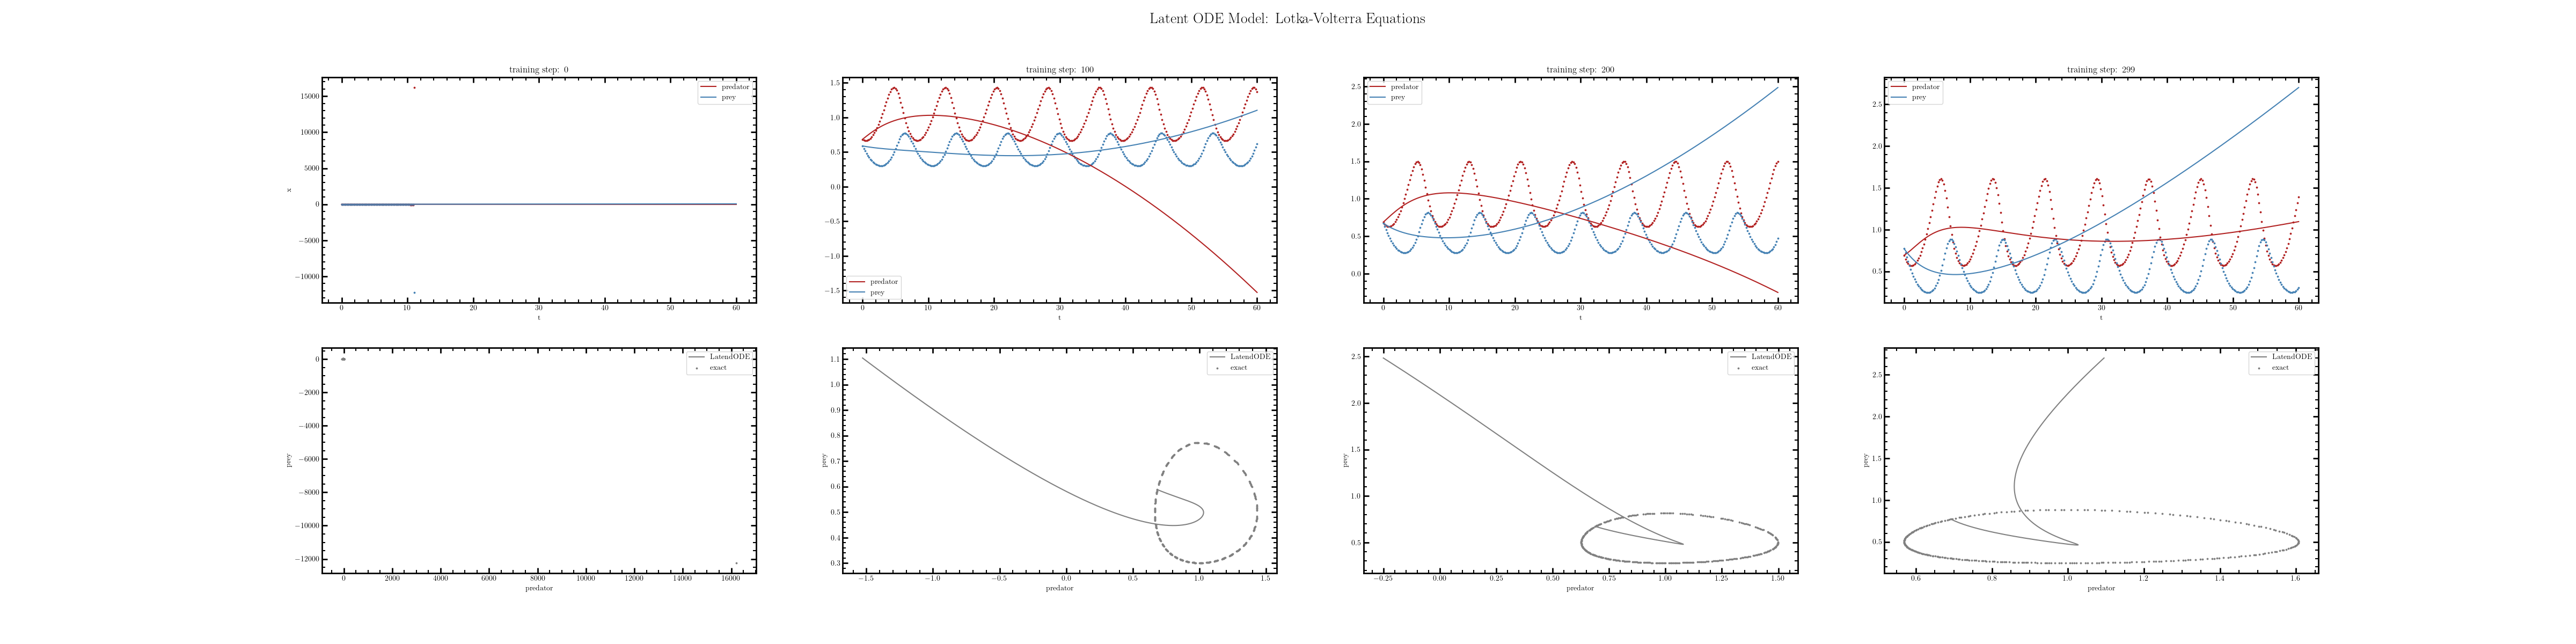 Latent ODE Model: Lotka-Volterra Equations
training step: 0
predator
prey
x
15000
10000
5000
0
−5000
−10000
0 10 20 30 40 50 60
t
training step: 100
1.5
1.0
0.5
0.0
−0.5
−1.0
−1.5
predator
prey
0 10 20 30 40 50 60
t
training step: 200
predator
prey
2.5
2.0
1.5
1.0
0.5
0.0
0 10 20 30 40 50 60
t
training step: 299
predator
prey
2.5
2.0
1.5
1.0
0.5
0 10 20 30 40 50 60
t
LatendODE
exact
prey
0
−2000
−4000
−6000
−8000
−10000
−12000
0 2000 4000 6000 8000 10000 12000 14000 16000
predator
LatendODE
exact
prey
1.1
1.0
0.9
0.8
0.7
0.6
0.5
0.4
0.3
−1.5 −1.0 −0.5 0.0 0.5 1.0 1.5
predator
LatendODE
exact
prey
2.5
2.0
1.5
1.0
0.5
−0.25 0.00 0.25 0.50 0.75 1.00 1.25 1.50
predator
LatendODE
exact
prey
2.5
2.0
1.5
1.0
0.5
0.6 0.8 1.0 1.2 1.4 1.6
predator